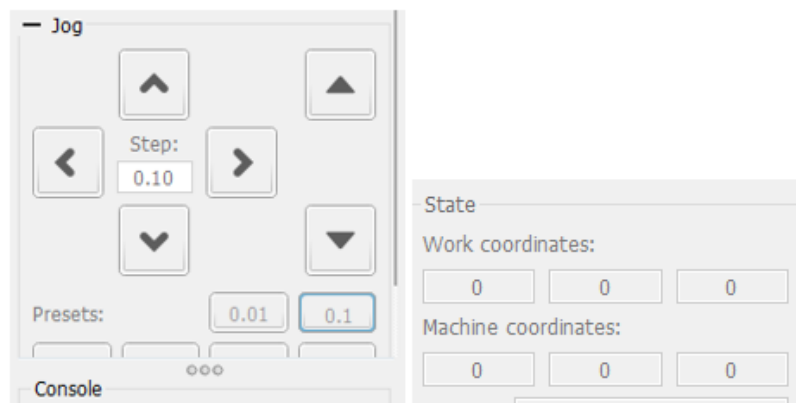 Jog
Step:
0.10
Presets:
0.01
0.1
Console
State
Work coordinates:
0 0 0
Machine coordinates:
0 0 0